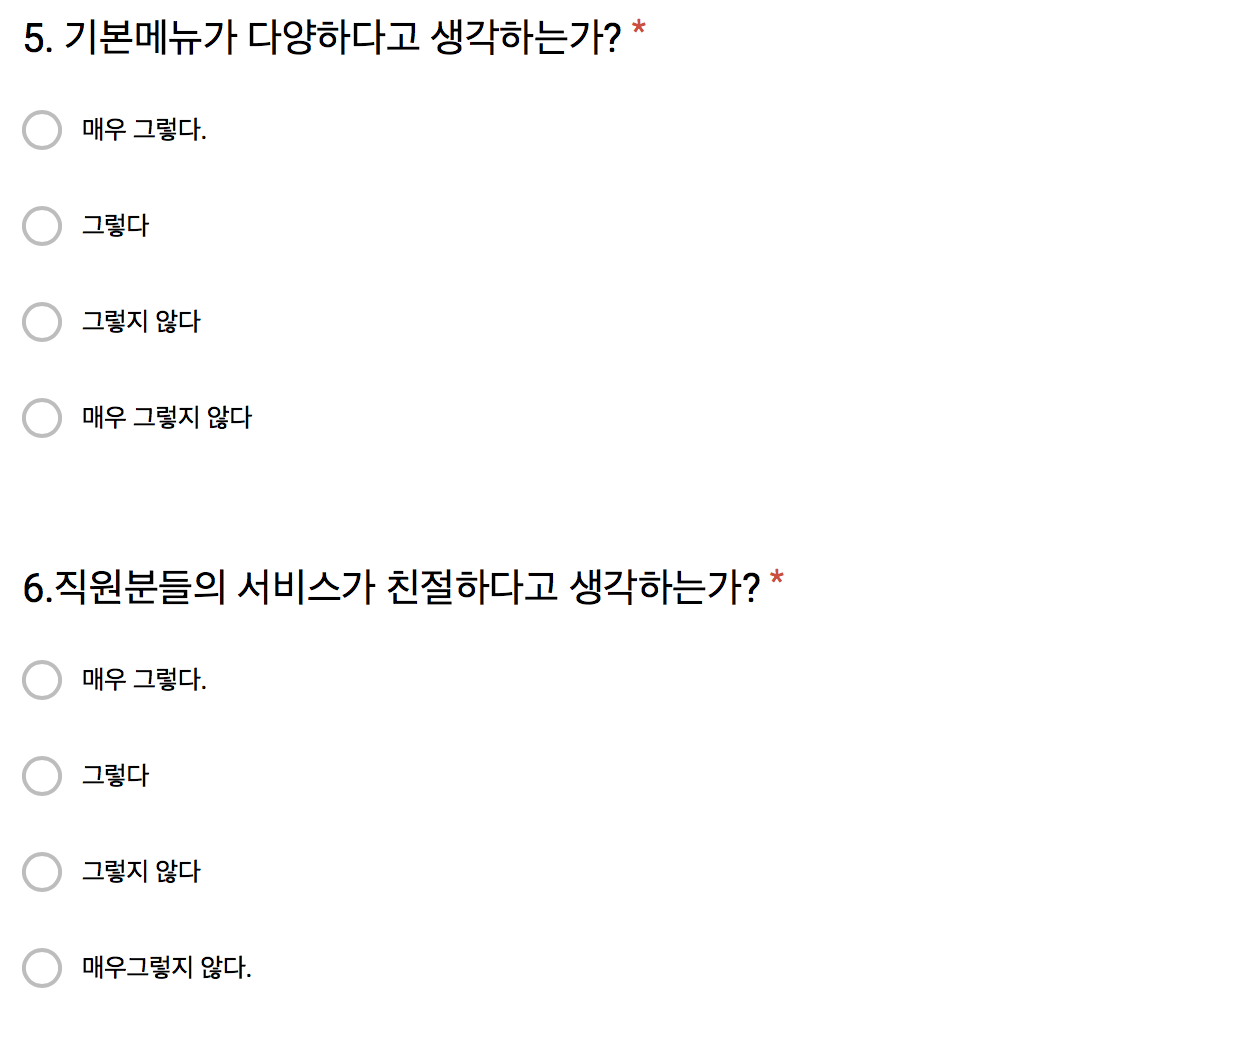 5. 기본메뉴가 다양하다고 생각하는가? *
매우 그렇다.
그렇다
그렇지 않다
매우 그렇지 않다
6.직원분들의 서비스가 친절하다고 생각하는가? *
매우 그렇다.
그렇다
그렇지 않다
매우그렇지 않다.